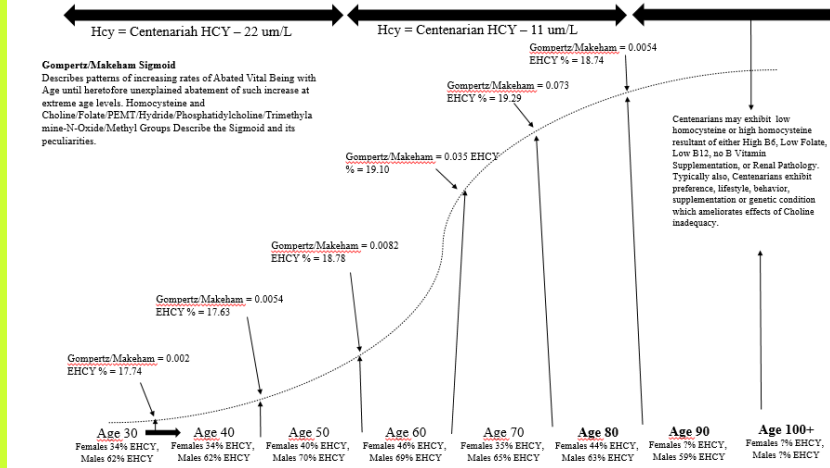 Hcy = Centenariah HCY – 22 um/L
Hcy = Centenarian HCY – 11 um/L
Gompertz/Makeham = 0.0054
EHCY % = 18.74
Gompertz/Makeham Sigmoid
Describes patterns of increasing rates of Abated Vital Being with
Age until heretofore unexplained abatement of such increase at
extreme age levels. Homocysteine and
Choline/Folate/PEMT/Hydride/Phosphatidylcholine/Trimethyla
mine-N-Oxide/Methyl Groups Describe the Sigmoid and its
peculiarities.
Gompertz/Makeham = 0.073
EHCY % = 19.29
Centenarians may exhibit low
homocysteine or high homocysteine
resultant of either High B6, Low Folate,
Low B12, no B Vitamin
Supplementation, or Renal Pathology.
Typically also, Centenarians exhibit
preference, lifestyle, behavior,
supplementation or genetic condition
which ameliorates effects of Choline
inadequacy.
Gompertz/Makeham = 0.035 EHCY
% = 19.10
Gompertz/Makeham = 0.0082
EHCY % = 18.78
Gompertz/Makeham = 0.0054
EHCY % = 17.63
Gompertz/Makeham = 0.002
EHCY % = 17.74
Age 30
Females 34% EHCY,
Males 62% EHCY
Age 40
Females 34% EHCY,
Males 62% EHCY
Age 50
Females 40% EHCY,
Males 70% EHCY
Age 60
Females 46% EHCY,
Males 69% EHCY
Age 70
Females 35% EHCY,
Males 65% EHCY
Age 80
Females 44% EHCY,
Males 63% EHCY
Age 90
Females ?% EHCY,
Males 59% EHCY
Age 100+
Females ?% EHCY,
Males ?% EHCY